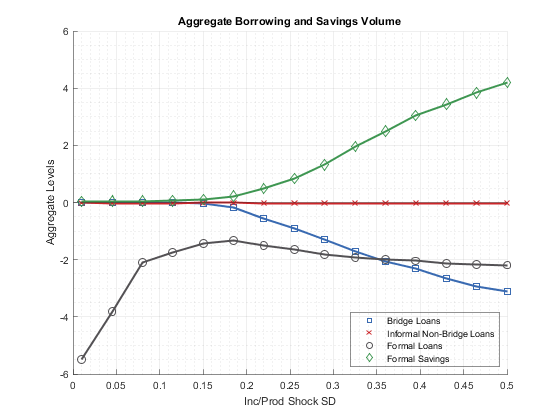 Aggregate Borrowing and Savings Volume
6
4
2
0
-2
-4
-6
Aggregate Levels
0
0.05
0.1
0.15
0.2
0.25
0.3
0.35
0.4
0.45
0.5
Inc/Prod Shock SD
Bridge Loans
Informal Non-Bridge Loans
Formal Loans
Formal Savings